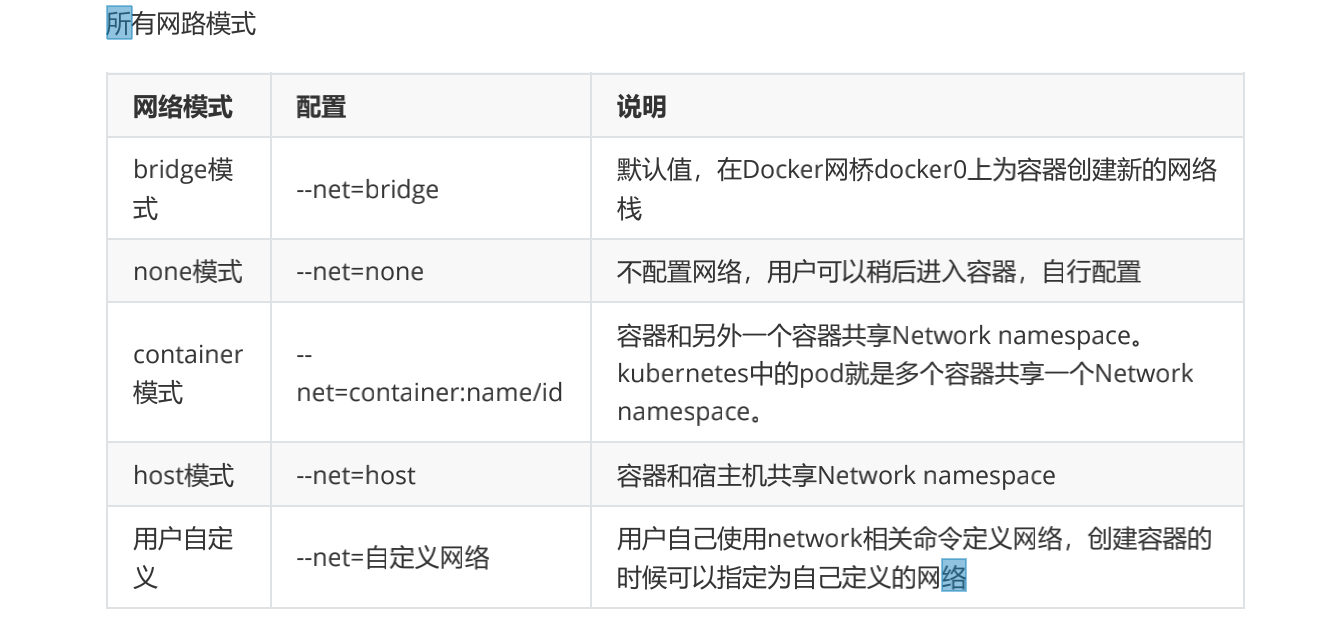 所有网路模式
网络模式 配置 说明
bridge模
式
--net=bridge
默认值，在Docker网桥docker0上为容器创建新的网络
栈
none模式 --net=none 不配置网络，用户可以稍后进入容器，自行配置
container
模式
--
net=container:name/id
容器和另外一个容器共享Network namespace。
kubernetes中的pod就是多个容器共享一个Network
namespace。
host模式 --net=host 容器和宿主机共享Network namespace
用户自定
义
--net=自定义网络
用户自己使用network相关命令定义网络，创建容器的
时候可以指定为自己定义的网络